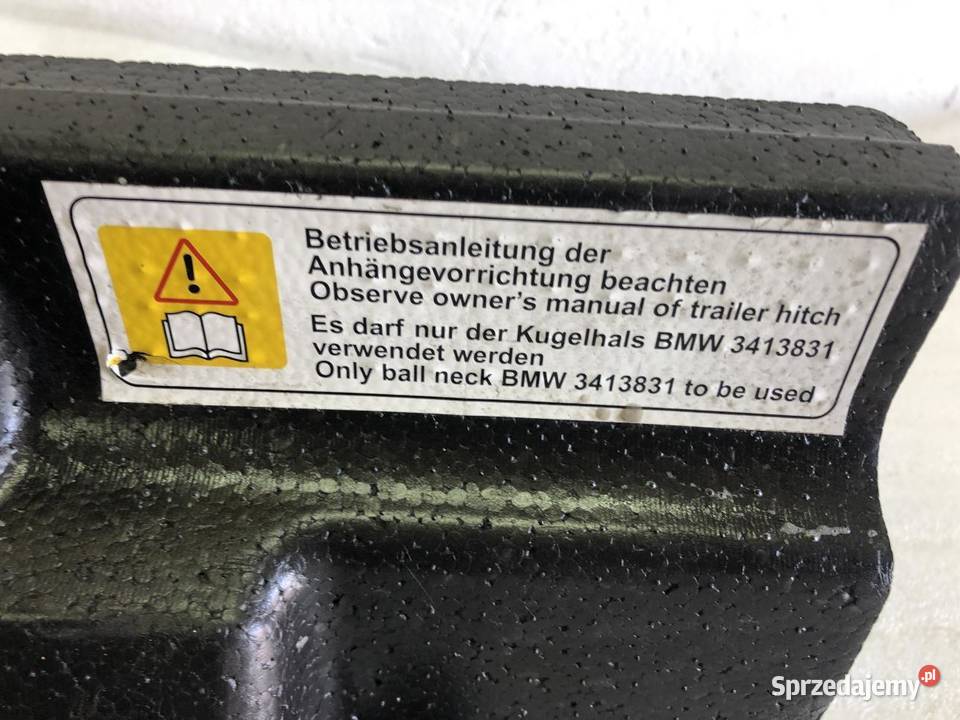 Betriebsanleitung der
Anhängevorrichtung beachten
Observe owner's manual of trailer hitch
Es darf nur der Kugelhals BMW 3413831
verwendet werden
Only ball neck BMW 3413831 to be used
Sprzedajemy.pl